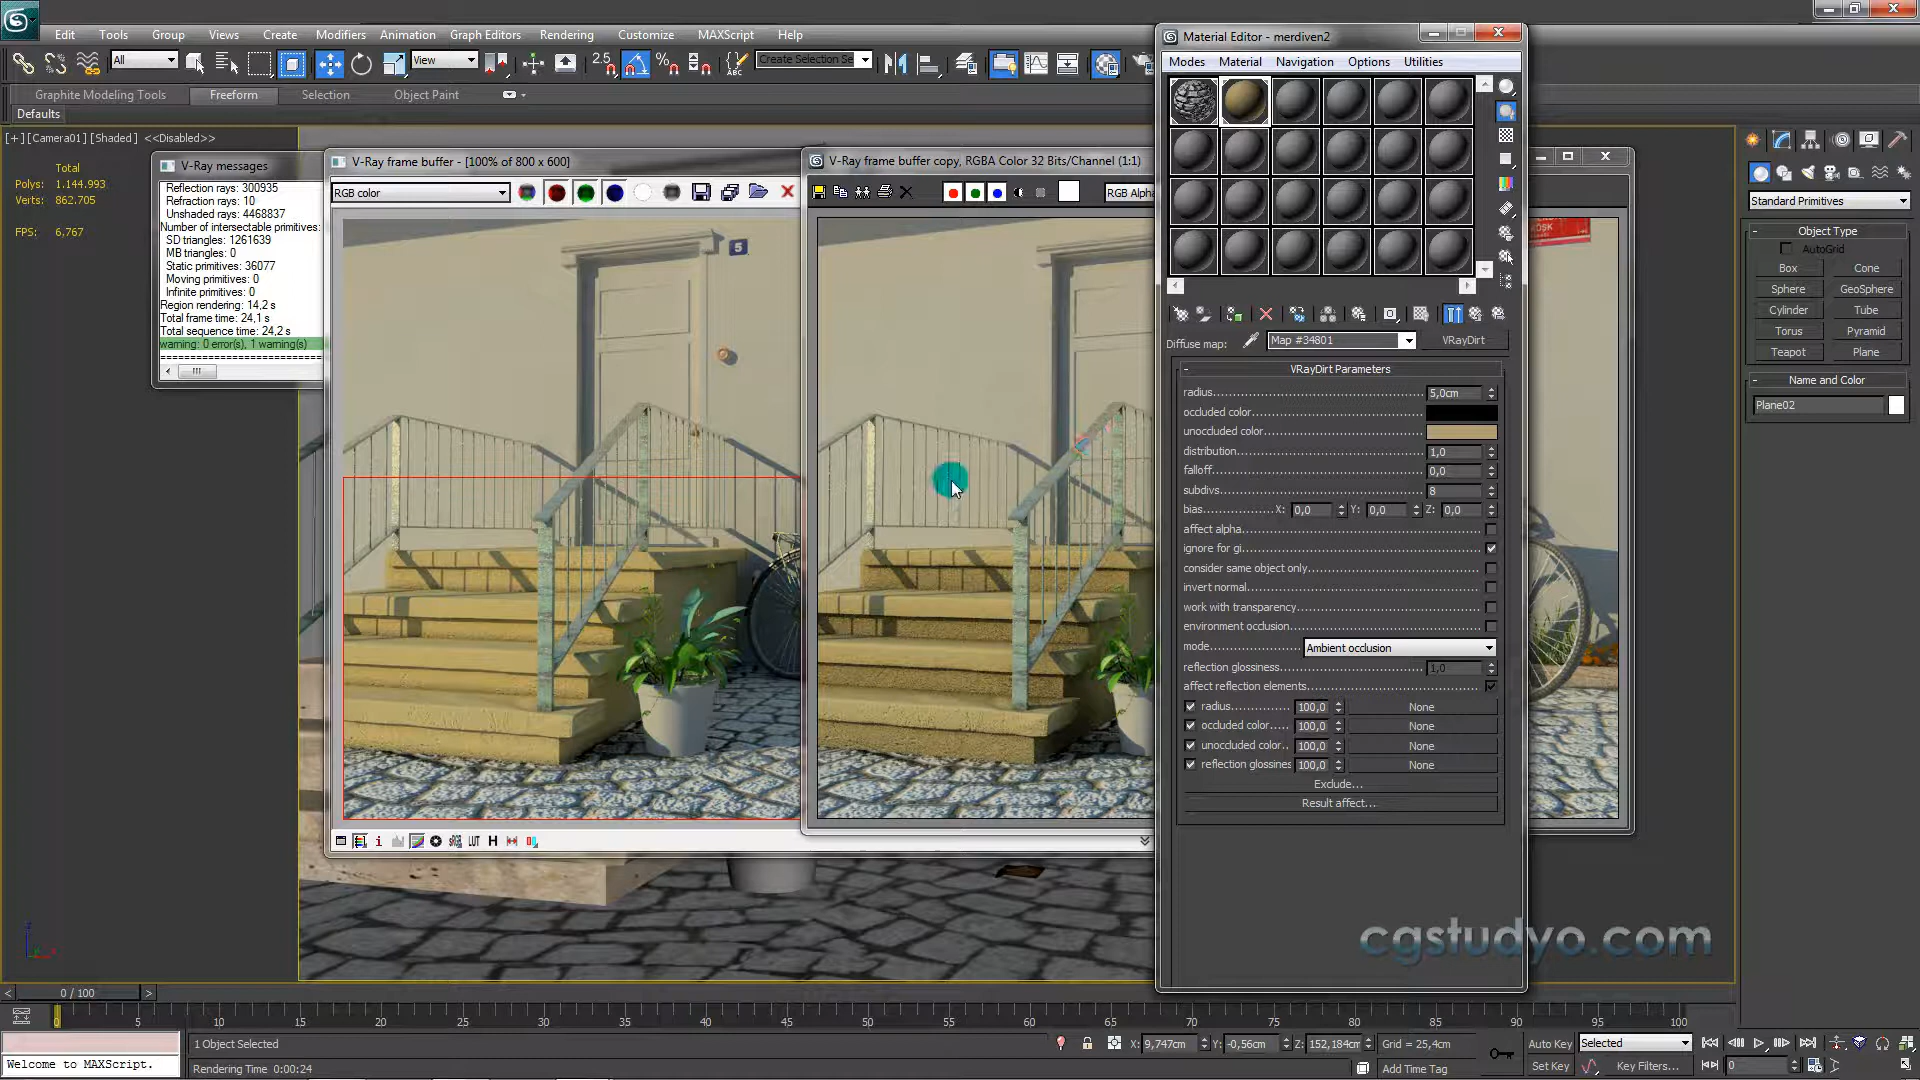 Edit Tools Group Views Create Modifiers Animation Graph Editors Rendering Customize MAXScript Help
All
View
2.5
Create Selection Se
Graphite Modeling Tools Freeform Selection Object Paint
Defaults
[+][Camera01] [Shaded] <<Disabled>>
Total
Polys: 1.144.993
Verts: 862.705
FPS: 6,767
V-Ray messages
Reflection rays: 300935
Refraction rays: 10
Unshaded rays: 4468837
Number of intersectable primitives:
SD triangles: 1261639
MB triangles: 0
Static primitives: 36077
Moving primitives: 0
Infinite primitives: 0
Region rendering: 14,2 s
Total frame time: 24,1 s
Total sequence time: 24,2 s
warning: 0 error(s), 1 warning(s)
V-Ray frame buffer - [100% of 800 x 600]
RGB color
5
V-Ray frame buffer copy, RGBA Color 32 Bits/Channel (1:1)
RGB Alpha
Material Editor - merdiven2
Modes Material Navigation Options Utilities
Diffuse map: Map #34801 VRayDirt
VRayDirt Parameters
radius 5,0cm
occluded color
unoccluded color
distribution 1,0
falloff 0,0
subdivs 8
bias X: 0,0 Y: 0,0 Z: 0,0
affect alpha
ignore for gi
consider same object only
invert normal
work with transparency
environment occlusion
mode Ambient occlusion
reflection glossiness 1,0
affect reflection elements
radius 100,0 None
occluded color 100,0 None
unoccluded color 100,0 None
reflection glossines 100,0 None
Exclude...
Result affect...
Standard Primitives
Object Type
AutoGrid
Box Cone
Sphere GeoSphere
Cylinder Tube
Torus Pyramid
Teapot Plane
Name and Color
Plane02
cgstudyo.com
0 / 100
5 10 15 20 25 30 35 40 45 50 55 60 65 70 75 80 85 90 95 100
1 Object Selected
X: 9,747cm Y: -0,56cm Z: 152,184cm Grid = 25,4cm
Auto Key Selected
Welcome to MAXScript.
Rendering Time 0:00:24
Add Time Tag
Set Key Key Filters...
0